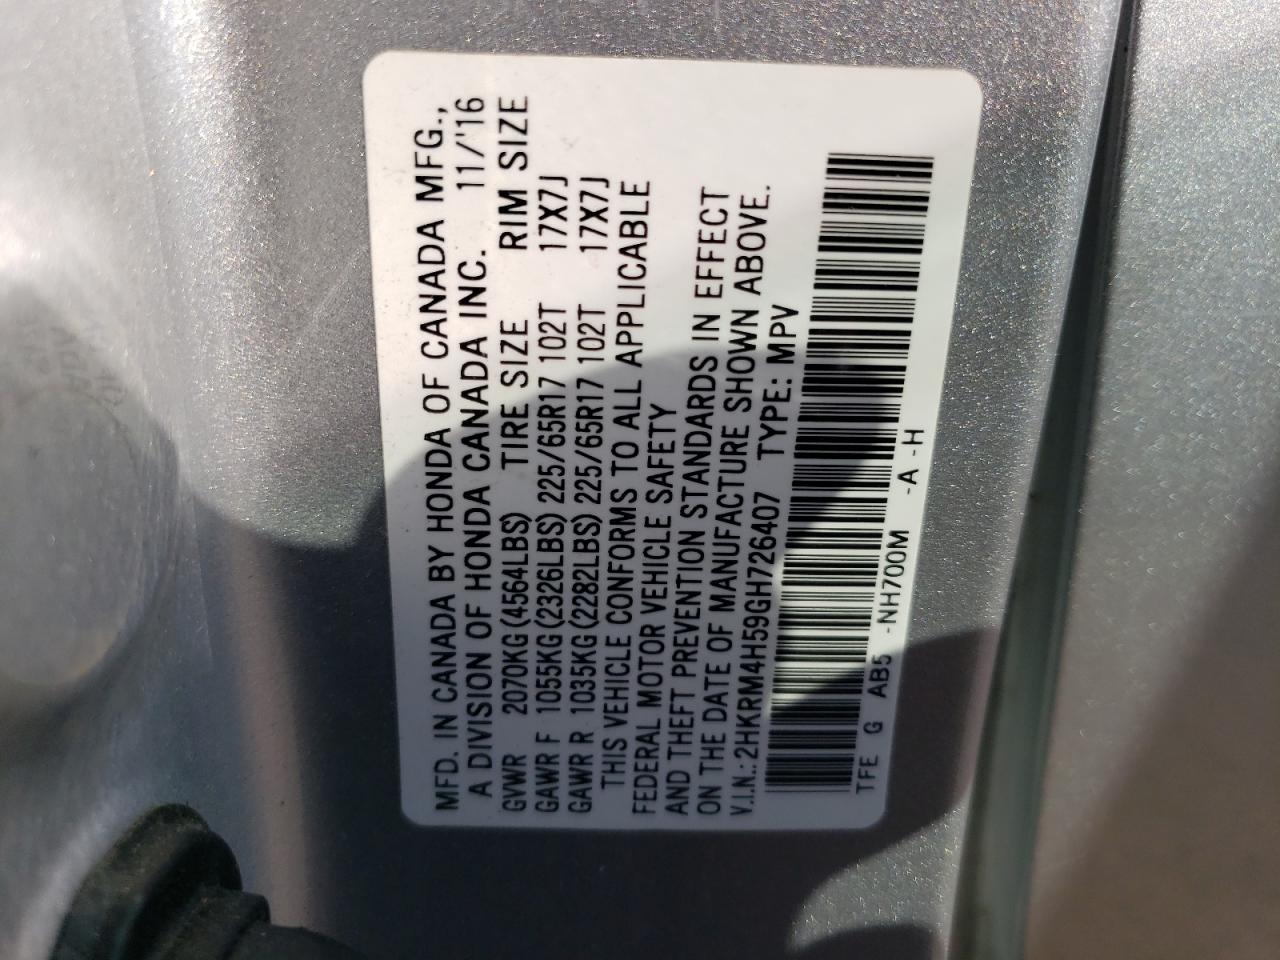 MFD. IN CANADA BY HONDA OF CANADA MFG.,
A DIVISION OF HONDA CANADA INC. 11/'16
GVWR 2070KG(4564LBS) TIRE SIZE RIM SIZE
GAWR F 1055KG(2326LBS) 225/65R17 102T 17X7J
GAWR R 1035KG(2282LBS) 225/65R17 102T 17X7J
THIS VEHICLE CONFORMS TO ALL APPLICABLE
FEDERAL MOTOR VEHICLE SAFETY
AND THEFT PREVENTION STANDARDS IN EFFECT
ON THE DATE OF MANUFACTURE SHOWN ABOVE.
V.I.N.:2HKRM4H59GH726407 TYPE: MPV
TFE G AB5 -NH700M -A -H